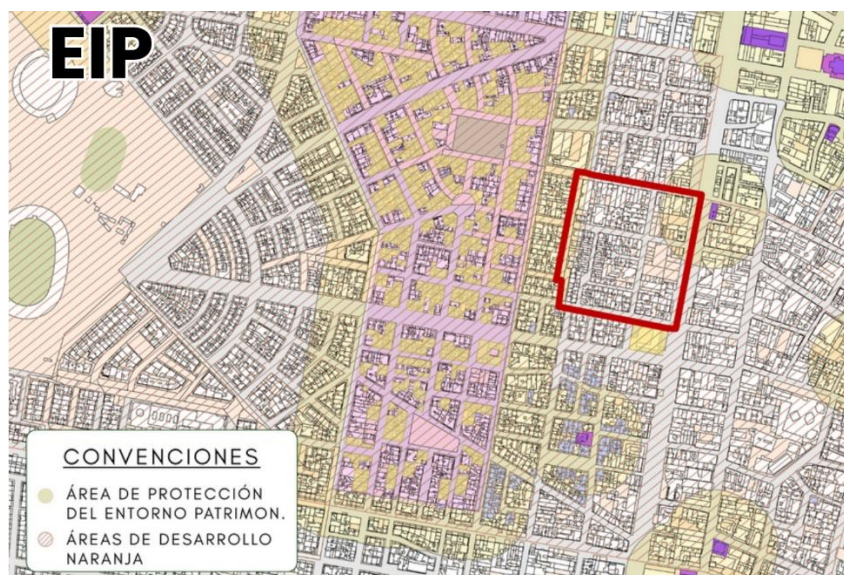 EIP
CONVENCIONES
ÁREA DE PROTECCIÓN
DEL ENTORNO PATRIMON.
ÁREAS DE DESARROLLO
NARANJA